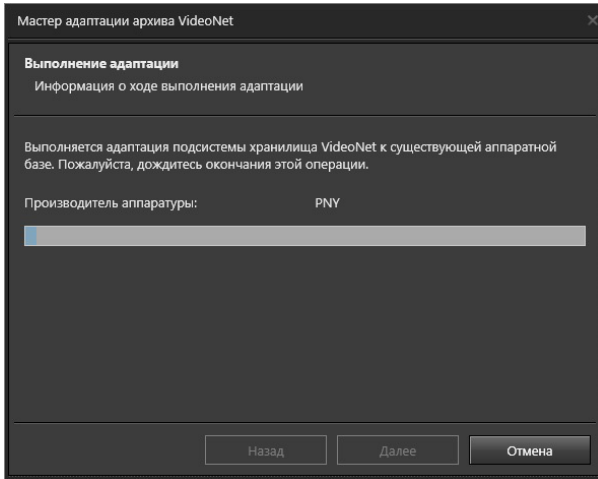 Мастер адаптации архива VideoNet
Выполнение адаптации
Информация о ходе выполнения адаптации
Выполняется адаптация подсистемы хранилища VideoNet к существующей аппаратной
базе. Пожалуйста, дождитесь окончания этой операции.
Производитель аппаратуры: PNY
Назад Далее Отмена